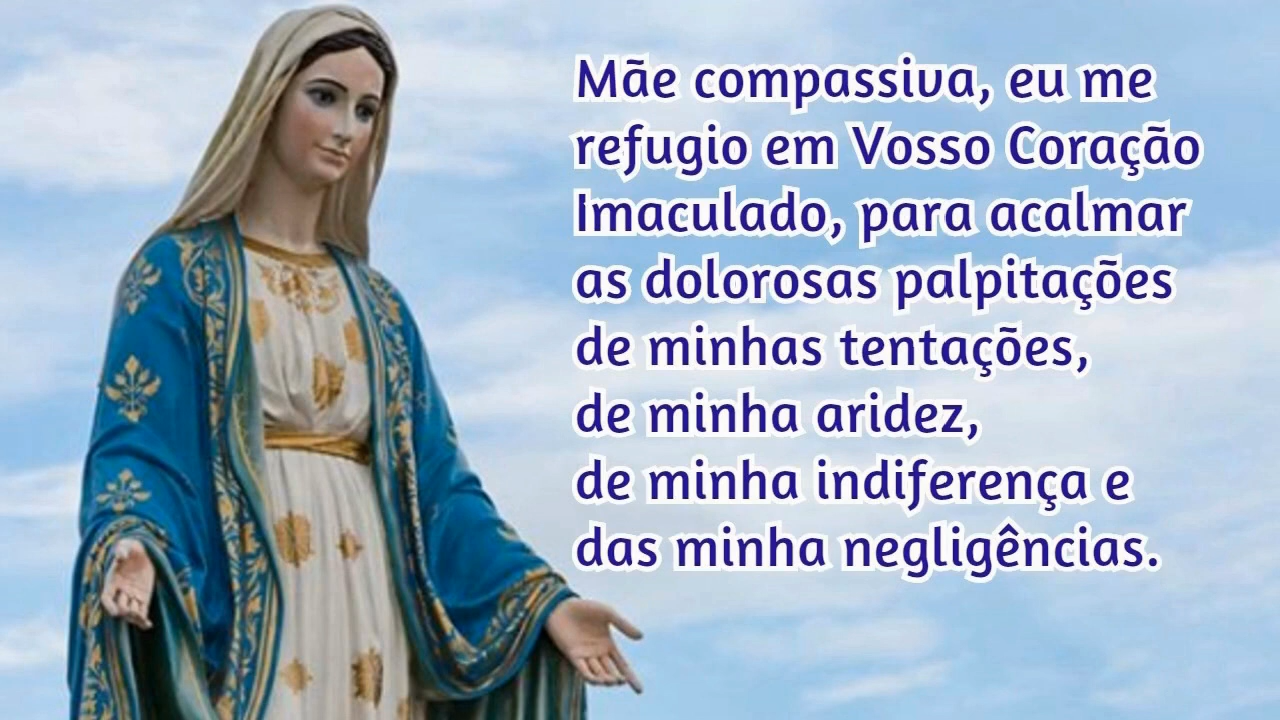 Mãe compassiva, eu me
refugio em Vosso Coração
Imaculado, para acalmar
as dolorosas palpitações
de minhas tentações,
de minha aridez,
de minha indiferença e
das minha negligências.